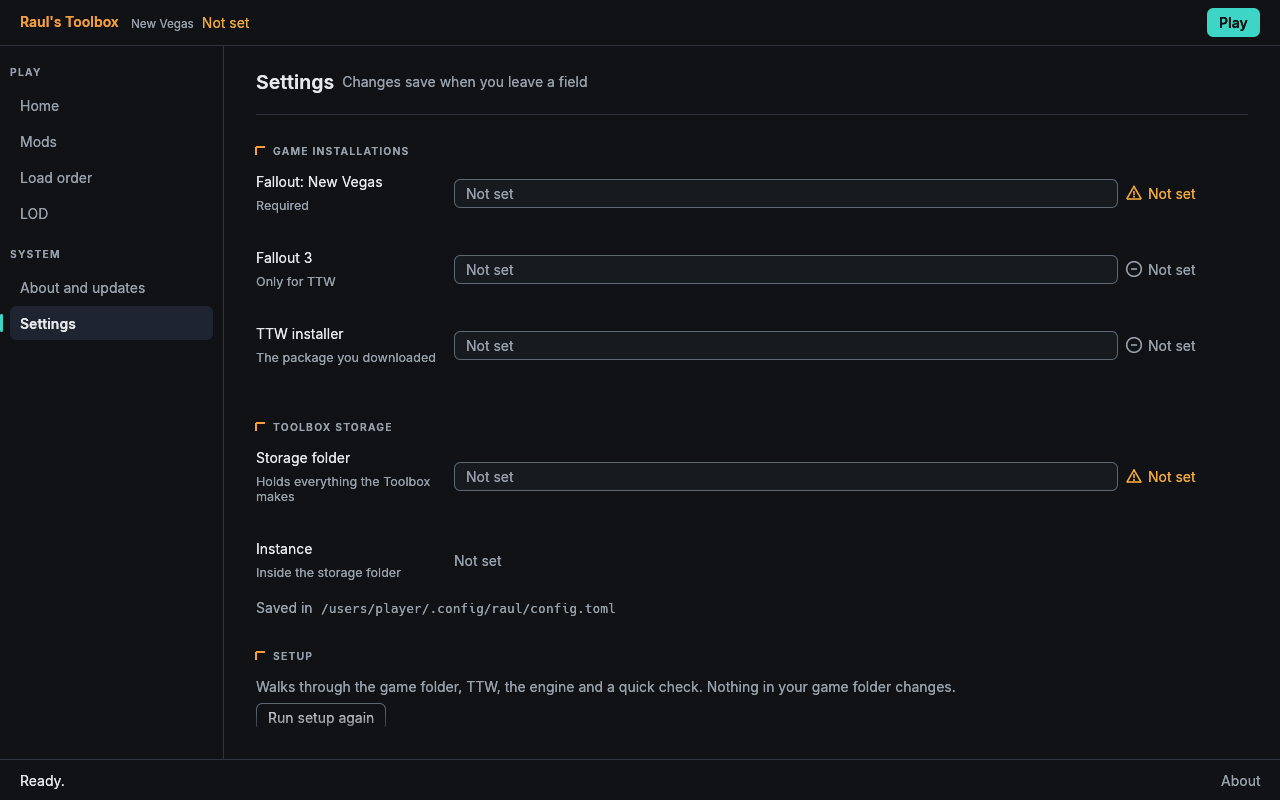 Raul's Toolbox New Vegas Not set
Play
PLAY
Home
Mods
Load order
LOD
SYSTEM
About and updates
Settings
Settings Changes save when you leave a field
GAME INSTALLATIONS
Fallout: New Vegas
Required
Not set
Not set
Fallout 3
Only for TTW
Not set
Not set
TTW installer
The package you downloaded
Not set
Not set
TOOLBOX STORAGE
Storage folder
Holds everything the Toolbox
makes
Not set
Not set
Instance
Inside the storage folder
Not set
Saved in /users/player/.config/raul/config.toml
SETUP
Walks through the game folder, TTW, the engine and a quick check. Nothing in your game folder changes.
Run setup again
Ready.
About